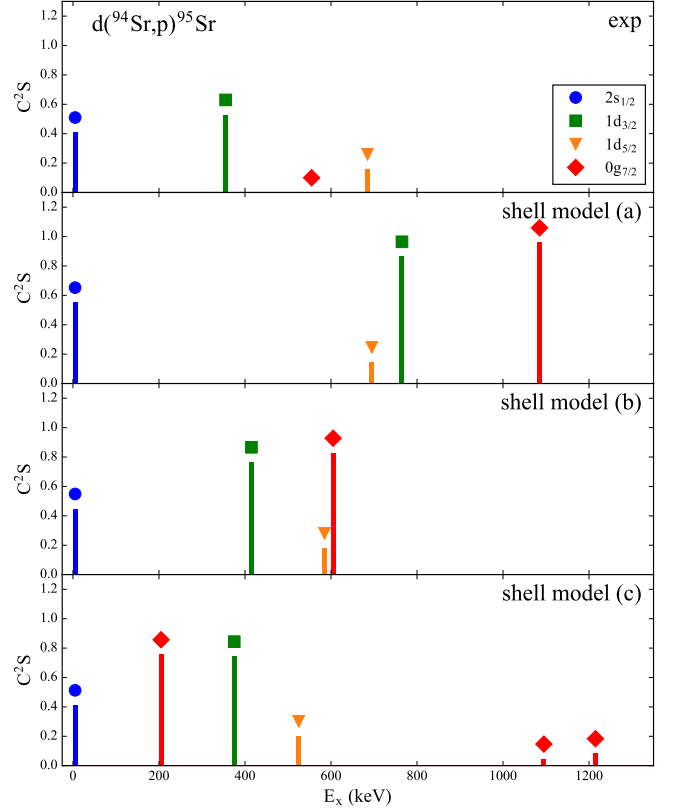 d(⁹⁴Sr,p)⁹⁵Sr
exp
C²S
1.2
1.0
0.8
0.6
0.4
0.2
0.0
2s₁/₂
1d₃/₂
1d₅/₂
0g₇/₂
shell model (a)
C²S
1.2
1.0
0.8
0.6
0.4
0.2
0.0
shell model (b)
C²S
1.2
1.0
0.8
0.6
0.4
0.2
0.0
shell model (c)
C²S
1.2
1.0
0.8
0.6
0.4
0.2
0.0
0 200 400 600 800 1000 1200
Eₓ (keV)